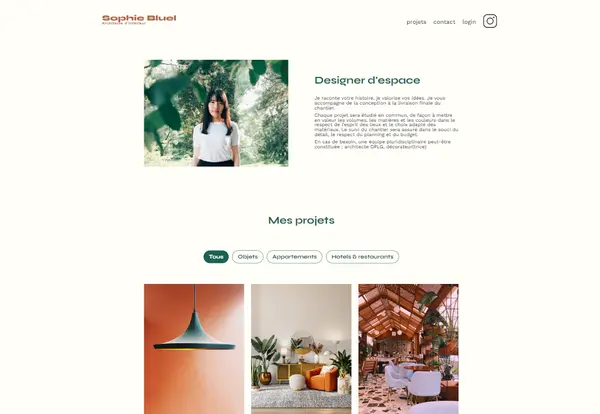 Sophie Bluel
Architecte d'intérieur
projets contact login
Designer d'espace
Je raconte votre histoire, je valorise vos idées. Je vous
accompagne de la conception à la livraison finale du
chantier.
Chaque projet sera étudié en commun, de façon à mettre
en valeur les volumes, les matières et les couleurs dans le
respect de l'esprit des lieux et le choix adapté des
matériaux. Le suivi du chantier sera assuré dans le souci du
détail, le respect du planning et du budget.
En cas de besoin, une équipe pluridisciplinaire peut-être
constituée : architecte DPLG, décorateur(trice)
Mes projets
Tous Objets Appartements Hotels & restaurants